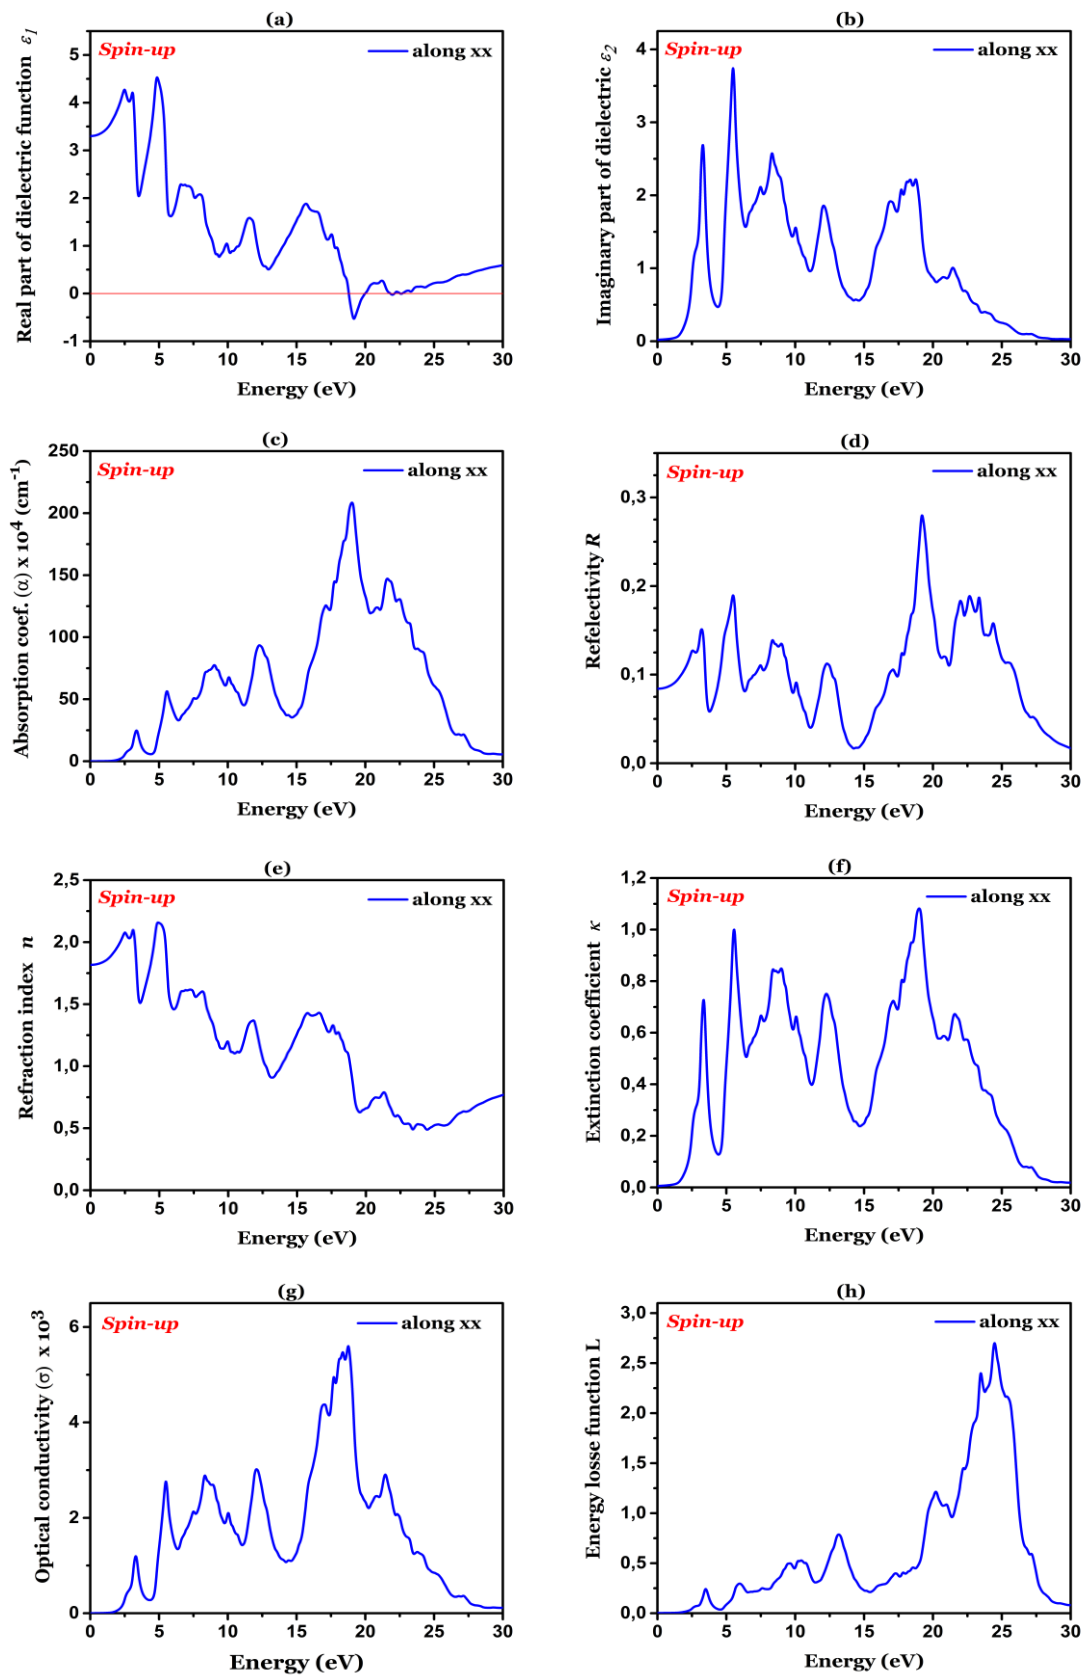 (a)
Spin-up
along xx
Real part of dielectric function ε1
5
4
3
2
1
0
-1
0 5 10 15 20 25 30
Energy (eV)
(b)
Spin-up
along xx
Imaginary part of dielectric ε2
4
3
2
1
0
0 5 10 15 20 25 30
Energy (eV)
(c)
Spin-up
along xx
Absorption coef. (α) x 10⁴ (cm⁻¹)
250
200
150
100
50
0
0 5 10 15 20 25 30
Energy (eV)
(d)
Spin-up
along xx
Refelectivity R
0,3
0,2
0,1
0,0
0 5 10 15 20 25 30
Energy (eV)
(e)
Spin-up
along xx
Refraction index n
2,5
2,0
1,5
1,0
0,5
0,0
0 5 10 15 20 25 30
Energy (eV)
(f)
Spin-up
along xx
Extinction coefficient κ
1,2
1,0
0,8
0,6
0,4
0,2
0,0
0 5 10 15 20 25 30
Energy (eV)
(g)
Spin-up
along xx
Optical conductivity (σ) x 10³
6
4
2
0
0 5 10 15 20 25 30
Energy (eV)
(h)
Spin-up
along xx
Energy losse function L
3,0
2,5
2,0
1,5
1,0
0,5
0,0
0 5 10 15 20 25 30
Energy (eV)